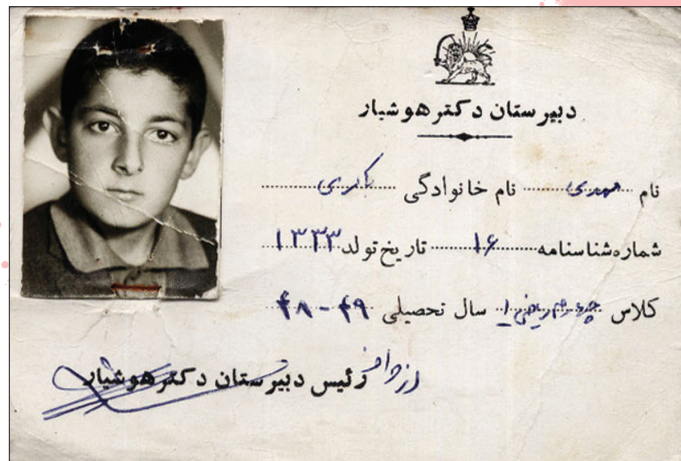 دبیرستان دکتر هوشیار
نام مهدی نام خانوادگی باکری
شماره شناسنامه ۱۶ تاریخ تولد ۱۳۳۳
کلاس چهارم ریاضی ۱ سال تحصیلی ۴۹-۴۸
رئیس دبیرستان دکتر هوشیار